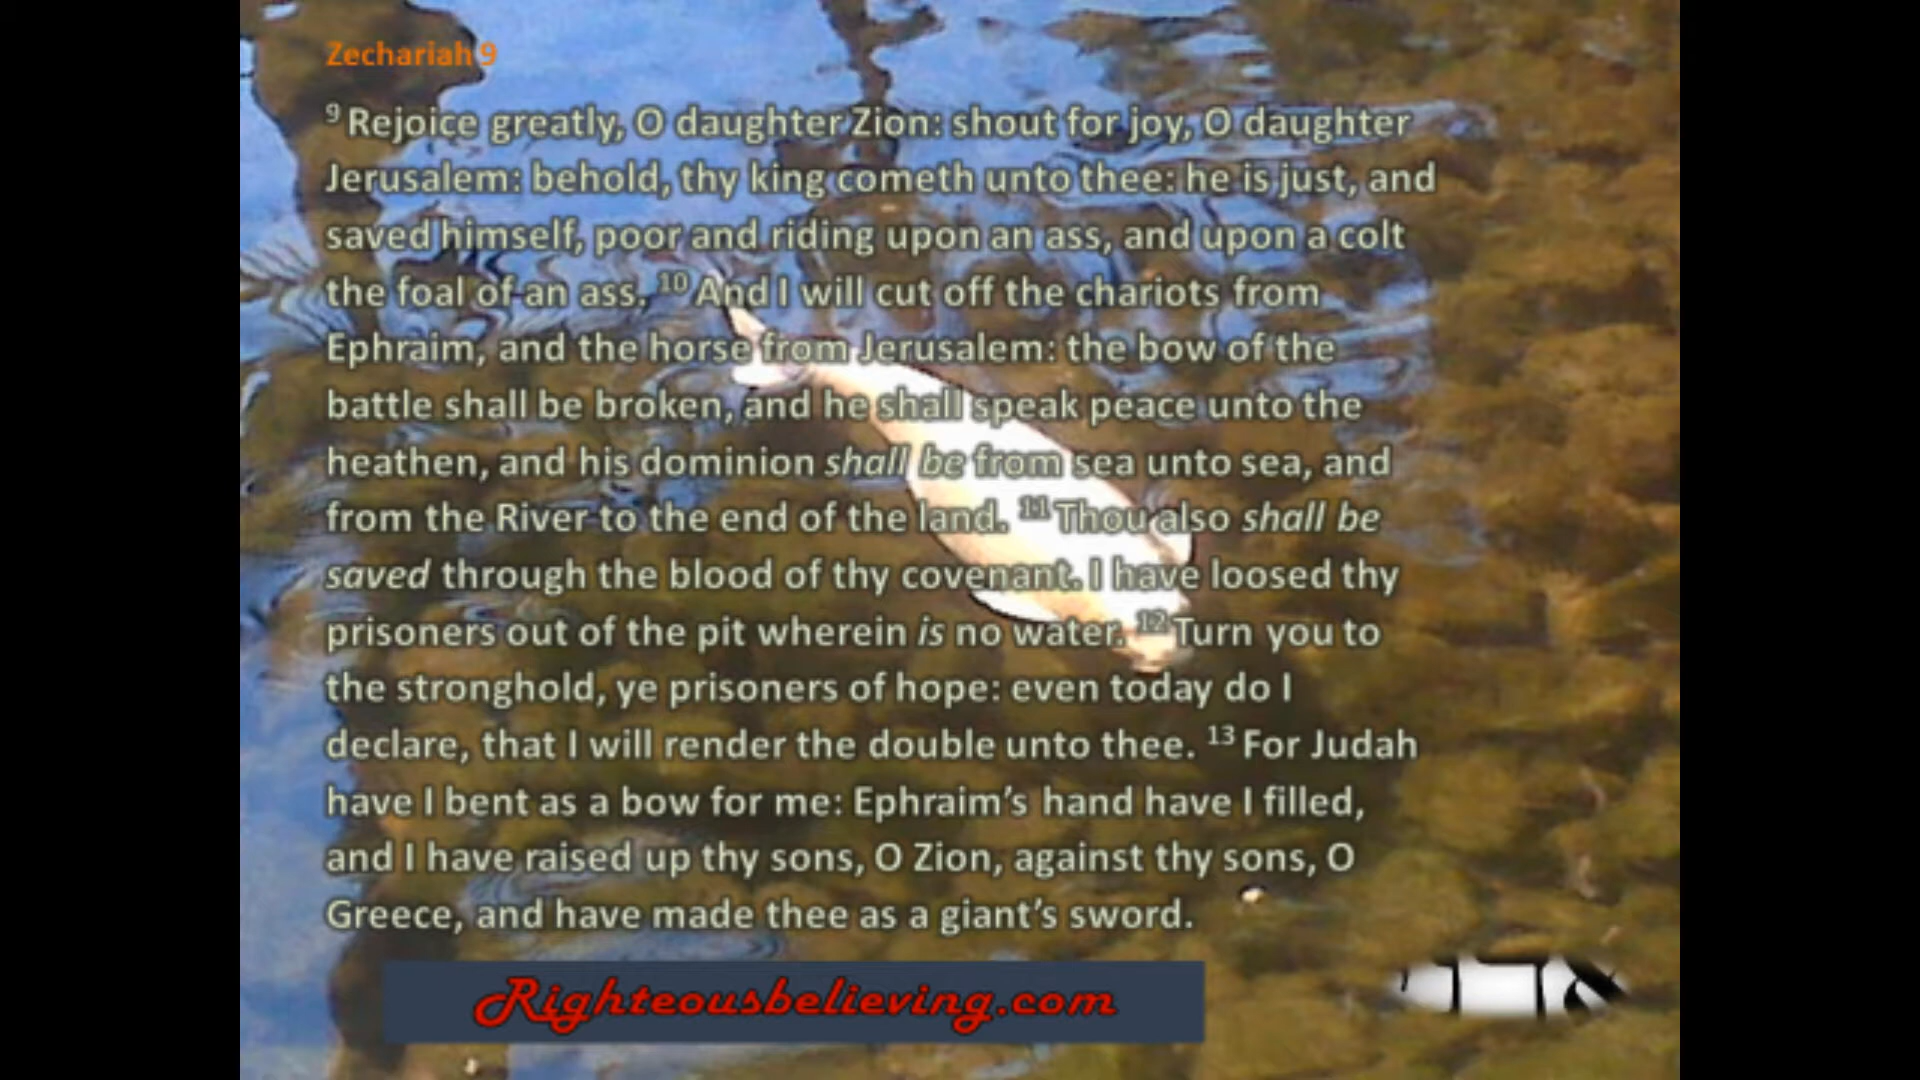 Zechariah 9
9 Rejoice greatly, O daughter Zion: shout for joy, O daughter
Jerusalem: behold, thy king cometh unto thee: he is just, and
saved himself, poor and riding upon an ass, and upon a colt
the foal of an ass. 10 And I will cut off the chariots from
Ephraim, and the horse from Jerusalem: the bow of the
battle shall be broken, and he shall speak peace unto the
heathen, and his dominion shall be from sea unto sea, and
from the River to the end of the land. 11 Thou also shall be
saved through the blood of thy covenant. I have loosed thy
prisoners out of the pit wherein is no water. 12 Turn you to
the stronghold, ye prisoners of hope: even today do I
declare, that I will render the double unto thee. 13 For Judah
have I bent as a bow for me: Ephraim’s hand have I filled,
and I have raised up thy sons, O Zion, against thy sons, O
Greece, and have made thee as a giant’s sword.
Righteousbelieving.com